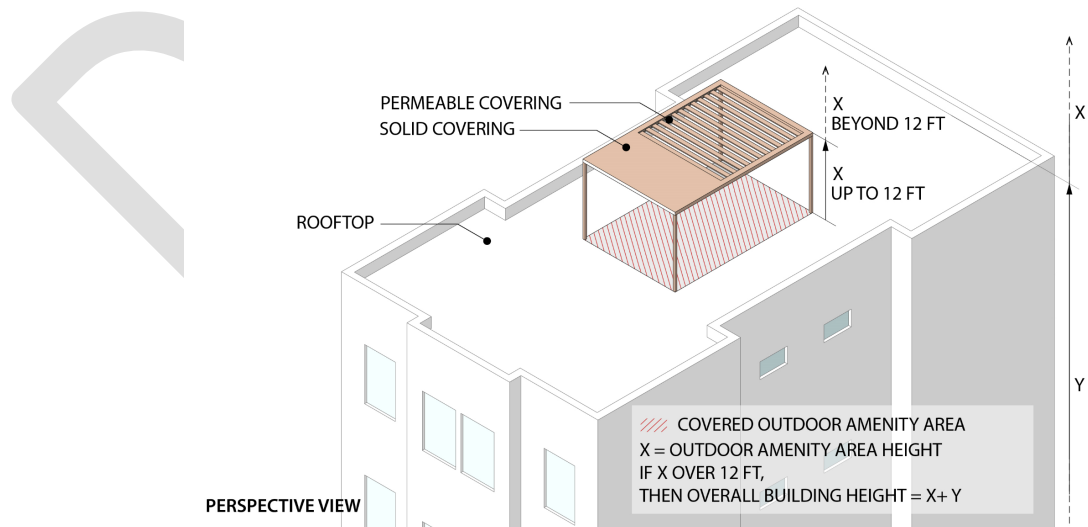 PERMEABLE COVERING
SOLID COVERING
ROOFTOP
X
BEYOND 12 FT
X
UP TO 12 FT
X
Y
COVERED OUTDOOR AMENITY AREA
X = OUTDOOR AMENITY AREA HEIGHT
IF X OVER 12 FT,
THEN OVERALL BUILDING HEIGHT = X+ Y
PERSPECTIVE VIEW